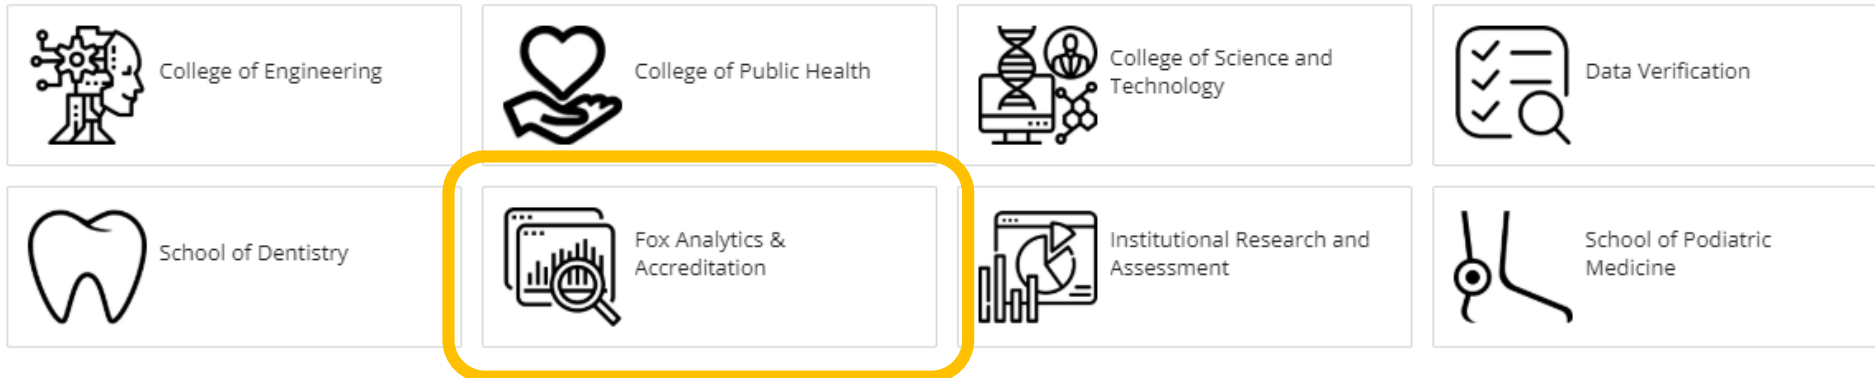 College of Engineering
College of Public Health
College of Science and
Technology
Data Verification
School of Dentistry
Fox Analytics &
Accreditation
Institutional Research and
Assessment
School of Podiatric
Medicine